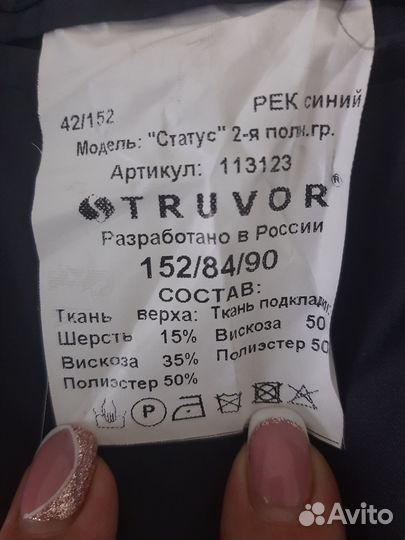 РЕК синий
42/152
Модель: "Статус" 2-я полн.гр.
Артикул: 113123
TRUVOR®
Разработано в России
152/84/90
СОСТАВ:
Ткань верха: Ткань подкладки:
Шерсть 15% Вискоза 50
Вискоза 35% Полиэстер 50
Полиэстер 50%
P
Avito